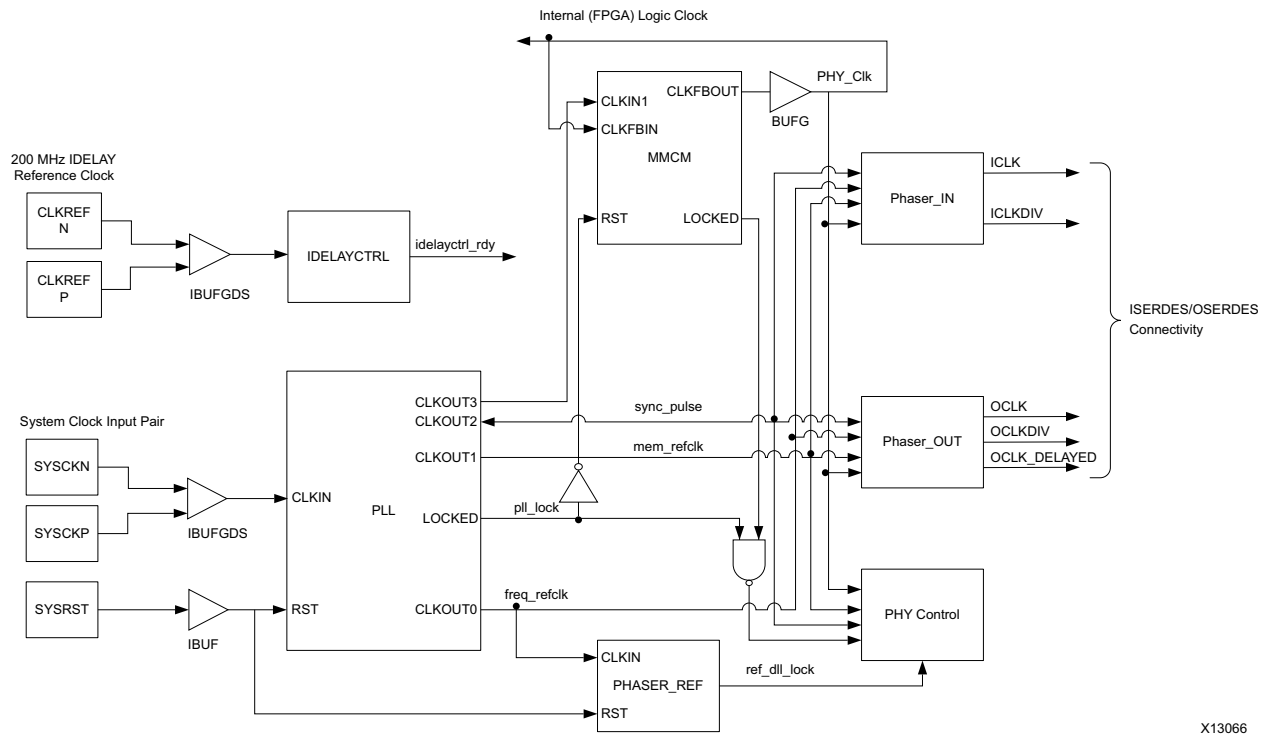 Internal (FPGA) Logic Clock
CLKFBOUT
PHY_Clk
CLKIN1
BUFG
CLKFBIN
MMCM
RST
LOCKED
200 MHz IDELAY
Reference Clock
CLKREF
N
CLKREF
P
IBUFGDS
IDELAYCTRL
idelayctrl_rdy
Phaser_IN
ICLK
ICLKDIV
ISERDES/OSERDES
Connectivity
System Clock Input Pair
SYSCKN
SYSCKP
IBUFGDS
SYSRST
IBUF
CLKIN
RST
PLL
CLKOUT3
CLKOUT2
CLKOUT1
LOCKED
CLKOUT0
sync_pulse
mem_refclk
pll_lock
freq_refclk
Phaser_OUT
OCLK
OCLKDIV
OCLK_DELAYED
PHY Control
CLKIN
PHASER_REF
RST
ref_dll_lock
X13066